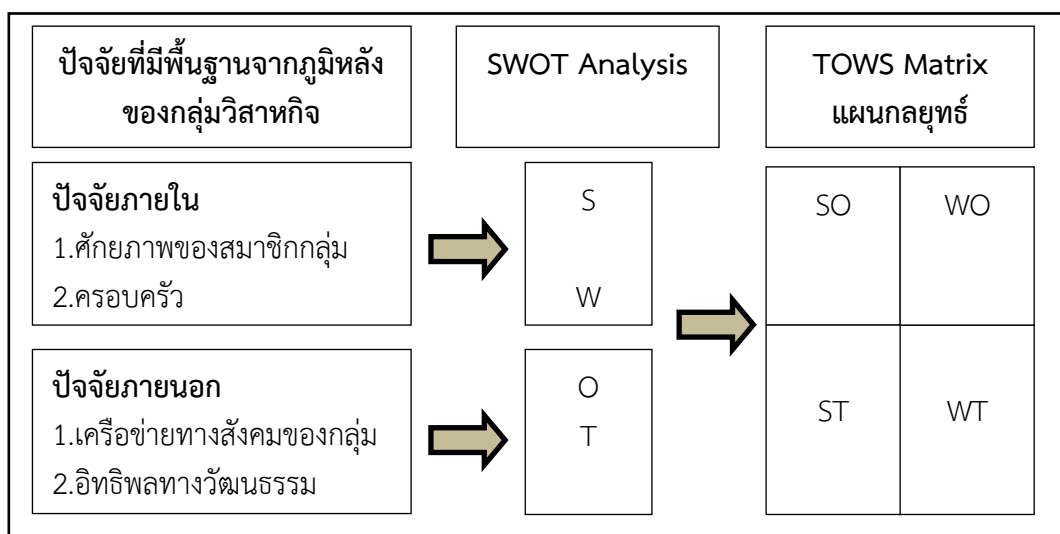 ปัจจัยที่มีพื้นฐานจากภูมิหลัง
ของกลุ่มวิสาหกิจ
SWOT Analysis
TOWS Matrix
แผนกลยุทธ์
ปัจจัยภายใน
1.ศักยภาพของสมาชิกกลุ่ม
2.ครอบครัว
S
W
ปัจจัยภายนอก
1.เครือข่ายทางสังคมของกลุ่ม
2.อิทธิพลทางวัฒนธรรม
O
T
SO
WO
ST
WT